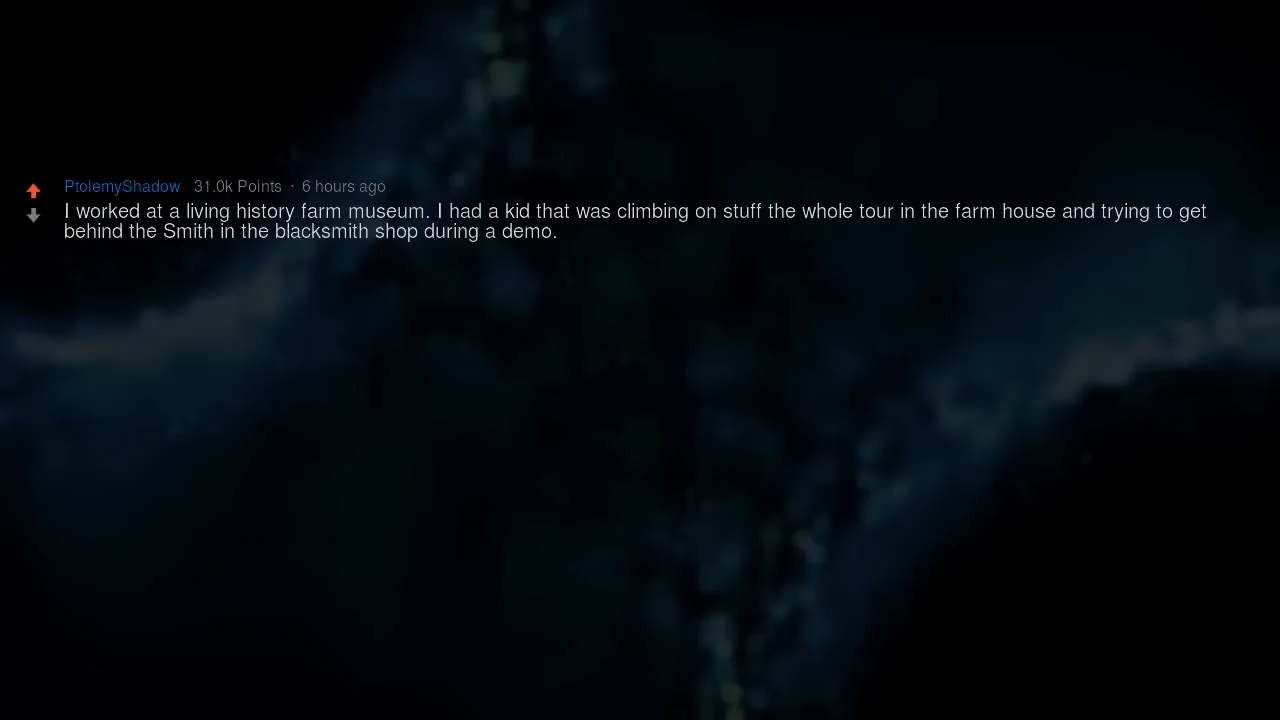 PtolemyShadow 31.0k Points · 6 hours ago
I worked at a living history farm museum. I had a kid that was climbing on stuff the whole tour in the farm house and trying to get
behind the Smith in the blacksmith shop during a demo.